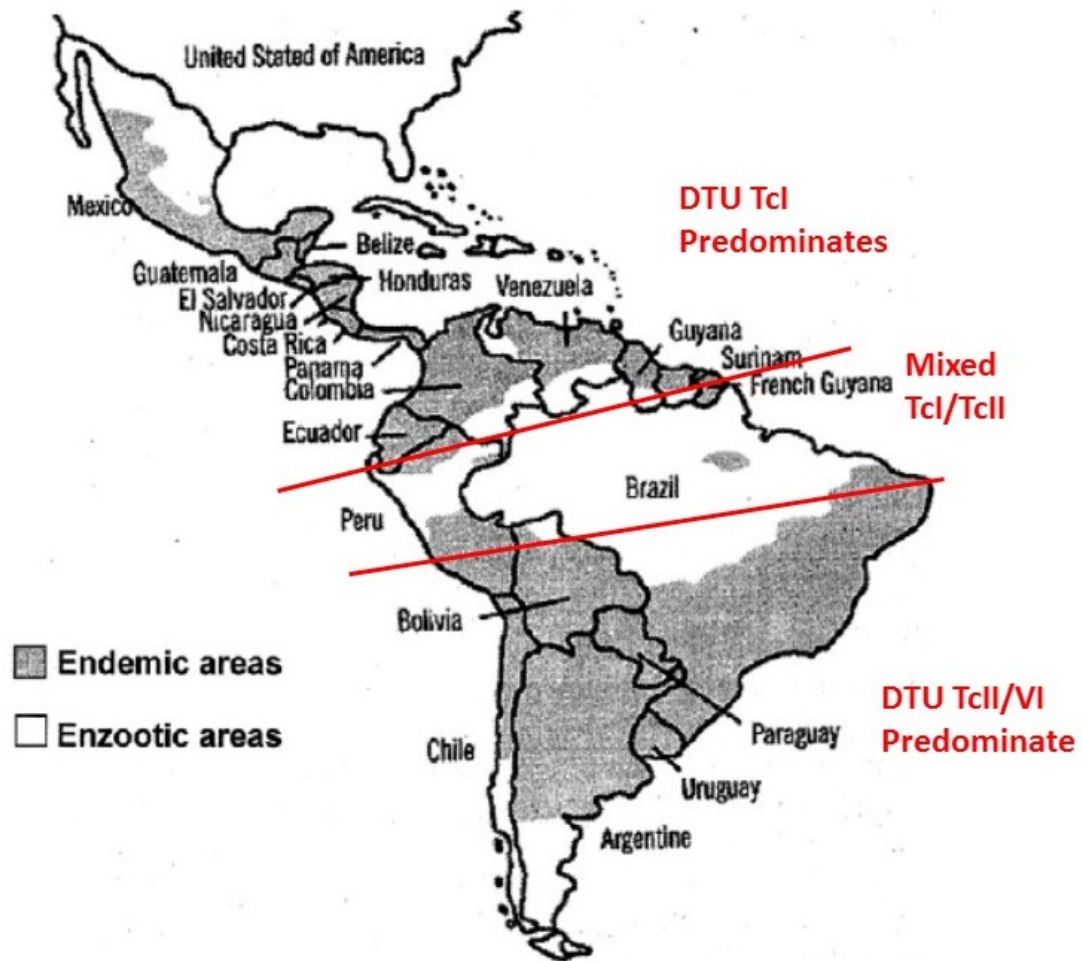 United States of America
DTU TcI
Predominates
Mexico
Belize
Guatemala
Honduras
Venezuela
El Salvador
Nicaragua
Guyana
Costa Rica
Surinam
Panama
Mixed
TcI/TcII
Colombia
French Guyana
Ecuador
Brazil
Peru
Bolivia
Endemic areas
Enzootic areas
DTU TcII/VI
Predominate
Chile
Paraguay
Uruguay
Argentine